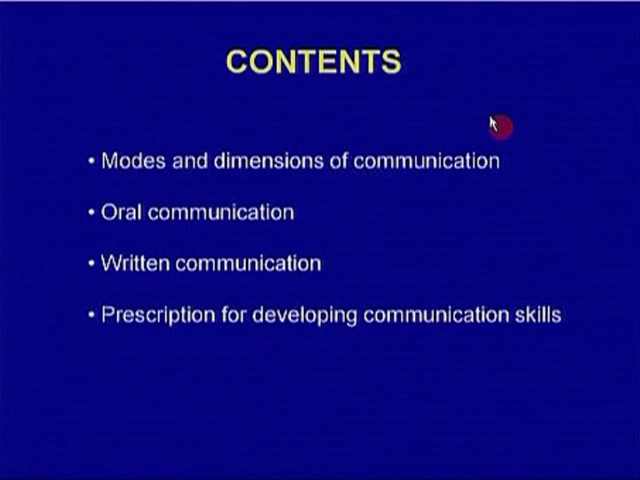 CONTENTS
• Modes and dimensions of communication
• Oral communication
• Written communication
• Prescription for developing communication skills